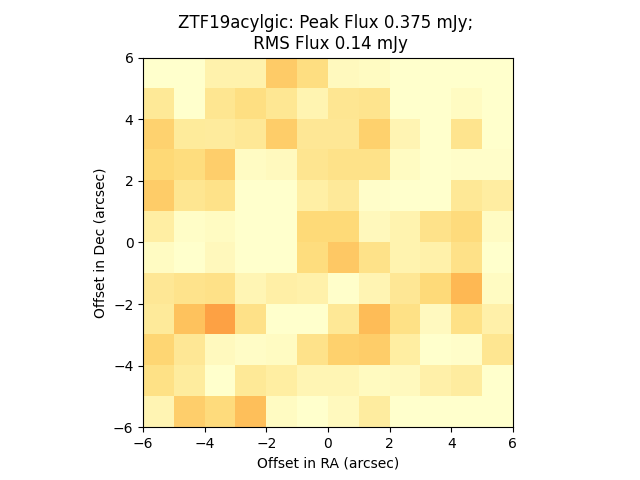 ZTF19acylgic: Peak Flux 0.375 mJy;
RMS Flux 0.14 mJy
6
4
2
0
−2
−4
−6
Offset in Dec (arcsec)
−6 −4 −2 0 2 4 6
Offset in RA (arcsec)